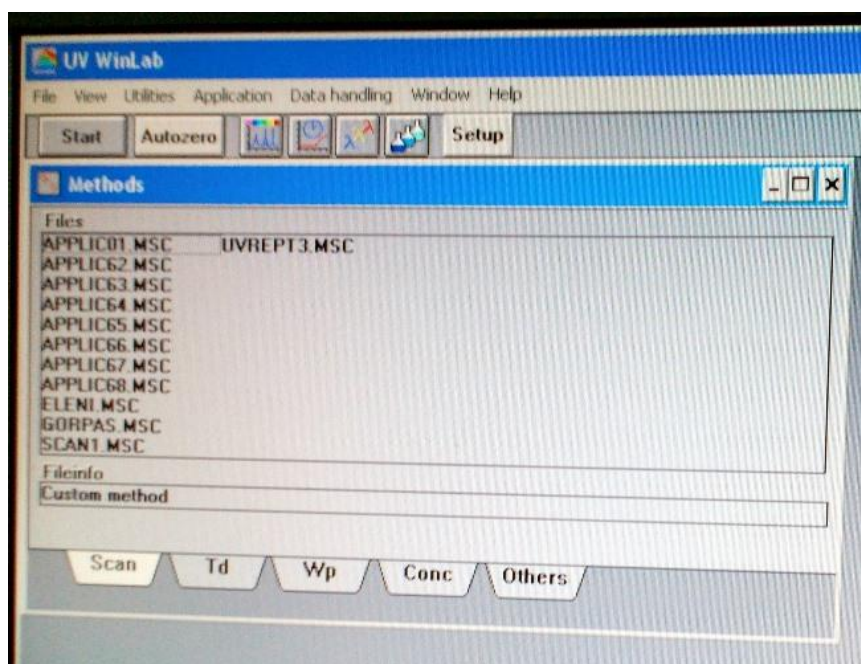 UV WinLab
File View Utilities Application Data handling Window Help
Start Autozero Setup
Methods
Files
APPLIC01.MSC UVREPT3.MSC
APPLIC62.MSC
APPLIC63.MSC
APPLIC64.MSC
APPLIC65.MSC
APPLIC66.MSC
APPLIC67.MSC
APPLIC68.MSC
ELENI.MSC
GORPAS.MSC
SCAN1.MSC
Fileinfo
Custom method
Scan Td Wp Conc Others